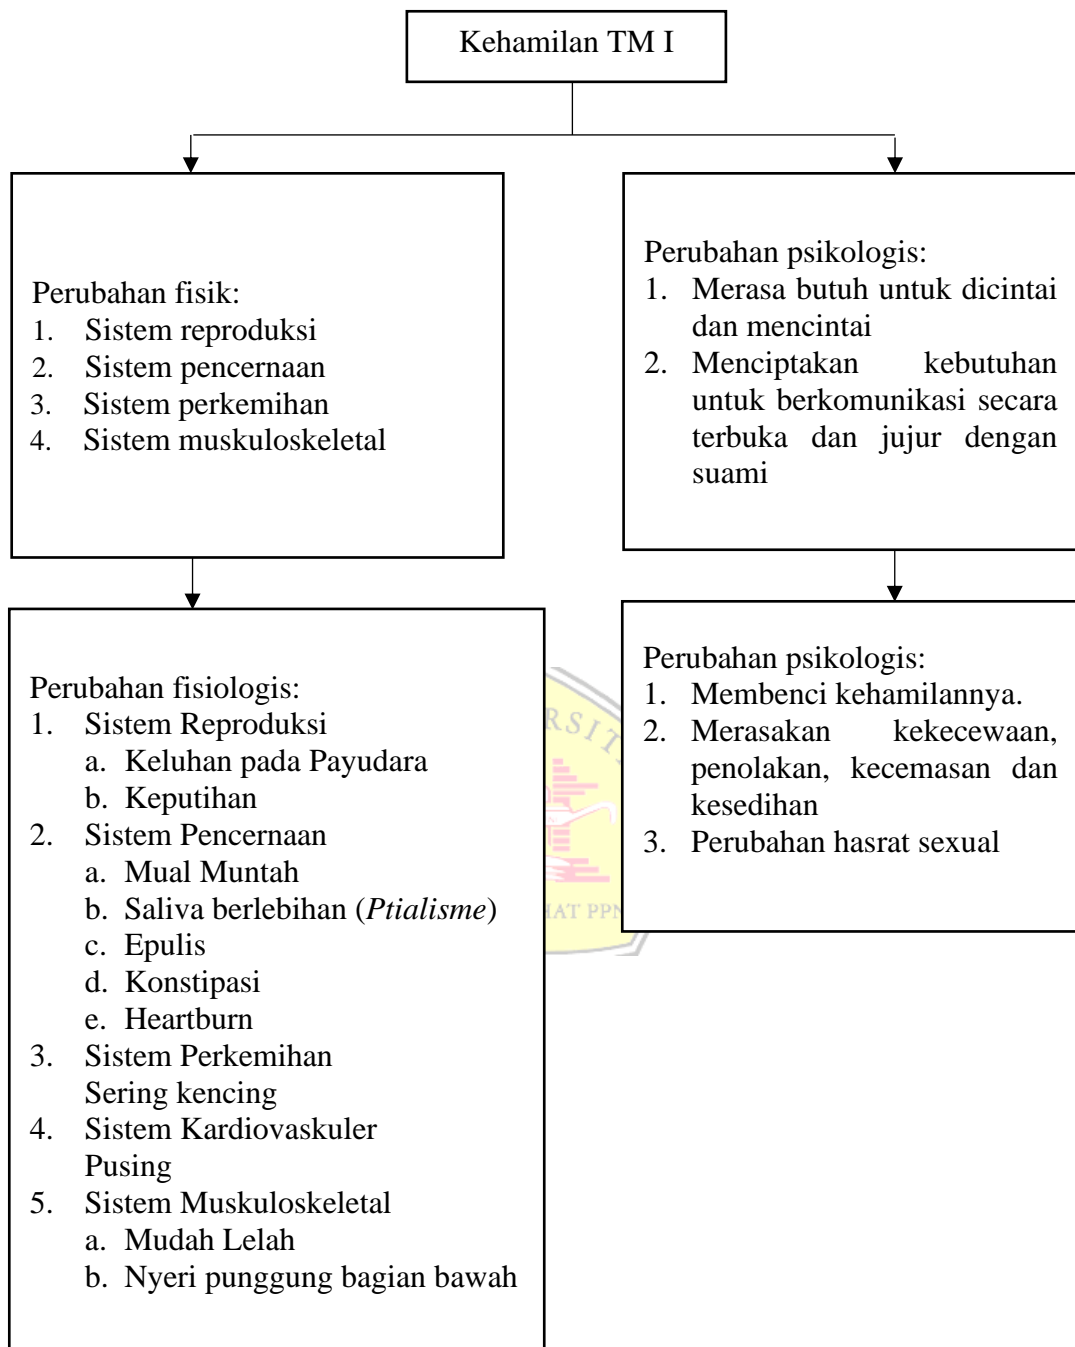 Kehamilan TM I
Perubahan fisik:
1. Sistem reproduksi
2. Sistem pencernaan
3. Sistem perkemihan
4. Sistem muskuloskeletal
Perubahan psikologis:
1. Merasa butuh untuk dicintai
dan mencintai
2. Menciptakan kebutuhan
untuk berkomunikasi secara
terbuka dan jujur dengan
suami
Perubahan fisiologis:
1. Sistem Reproduksi
a. Keluhan pada Payudara
b. Keputihan
2. Sistem Pencernaan
a. Mual Muntah
b. Saliva berlebihan (Ptialisme)
c. Epulis
d. Konstipasi
e. Heartburn
3. Sistem Perkemihan
Sering kencing
4. Sistem Kardiovaskuler
Pusing
5. Sistem Muskuloskeletal
a. Mudah Lelah
b. Nyeri punggung bagian bawah
Perubahan psikologis:
1. Membenci kehamilannya.
2. Merasakan kekecewaan,
penolakan, kecemasan dan
kesedihan
3. Perubahan hasrat sexual